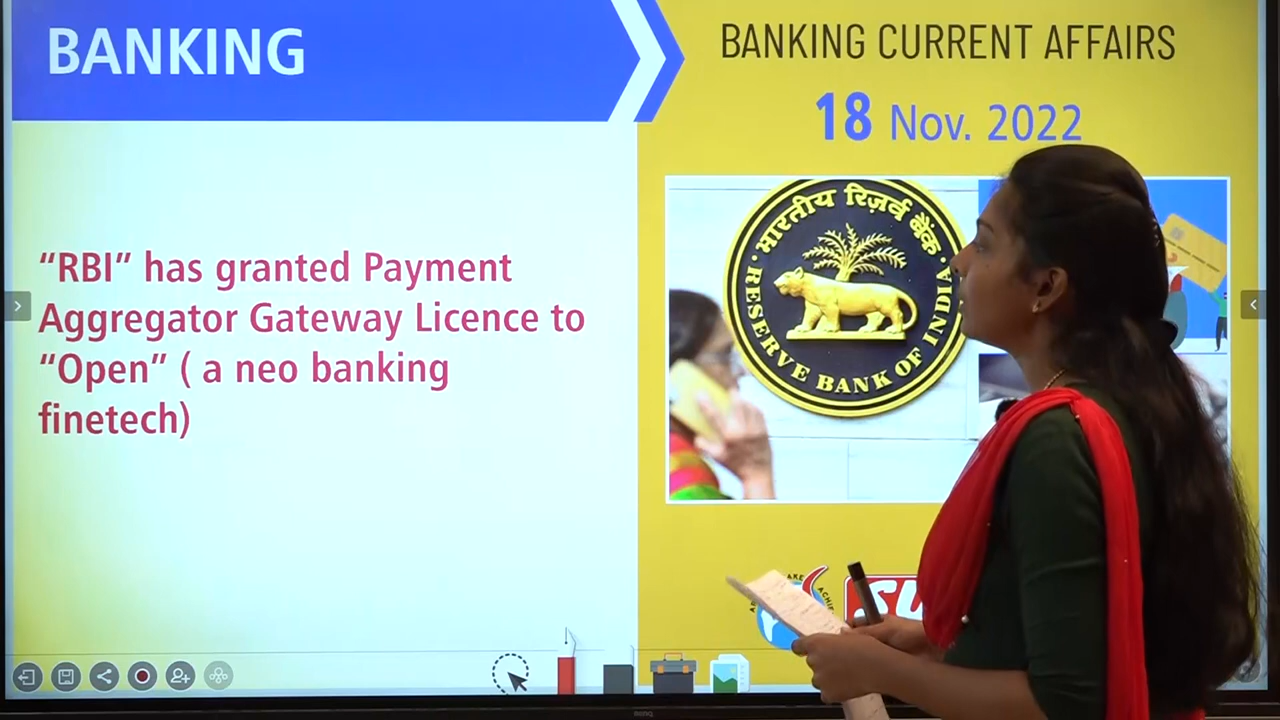 BANKING
BANKING CURRENT AFFAIRS
18 Nov. 2022
“RBI” has granted Payment
Aggregator Gateway Licence to
“Open” ( a neo banking
finetech)
भारतीय रिज़र्व बैंक
RESERVE BANK OF INDIA
BENQ